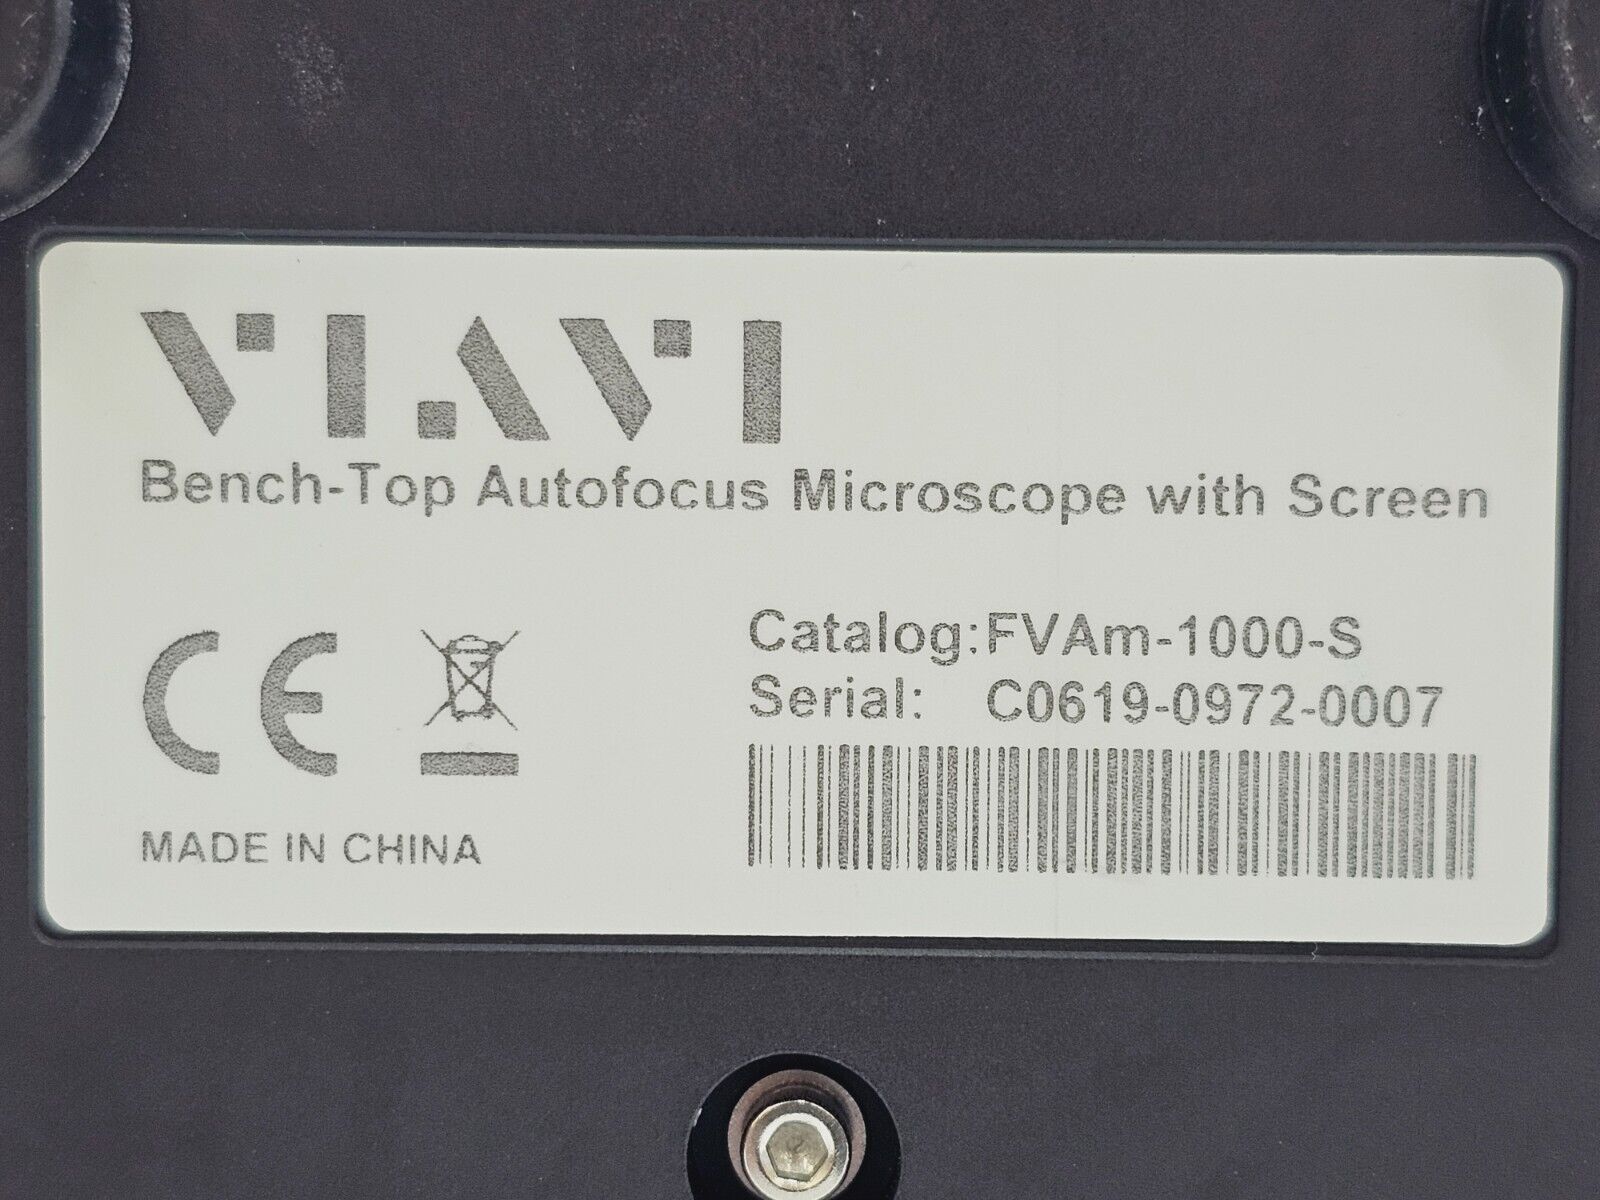 VIAVI
Bench-Top Autofocus Microscope with Screen
CE
Catalog:FVAm-1000-S
Serial: C0619-0972-0007
MADE IN CHINA